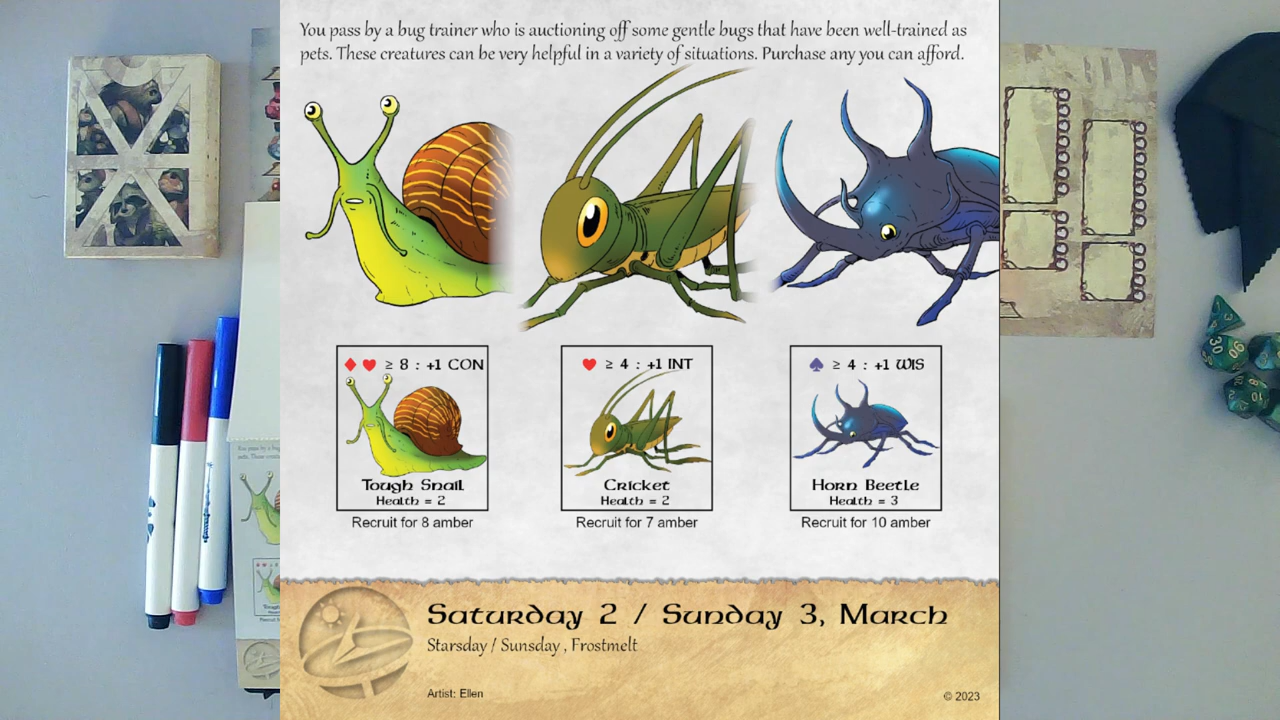 You pass by a bug trainer who is auctioning off some gentle bugs that have been well-trained as
pets. These creatures can be very helpful in a variety of situations. Purchase any you can afford.
♦ ♥ ≥ 8 : +1 CON
Tough Snail
Health = 2
Recruit for 8 amber
♥ ≥ 4 : +1 INT
Cricket
Health = 2
Recruit for 7 amber
♠ ≥ 4 : +1 WIS
Horn Beetle
Health = 3
Recruit for 10 amber
Saturday 2 / Sunday 3, March
Starsday / Sunsday , Frostmelt
Artist: Ellen
© 2023
30
90
10